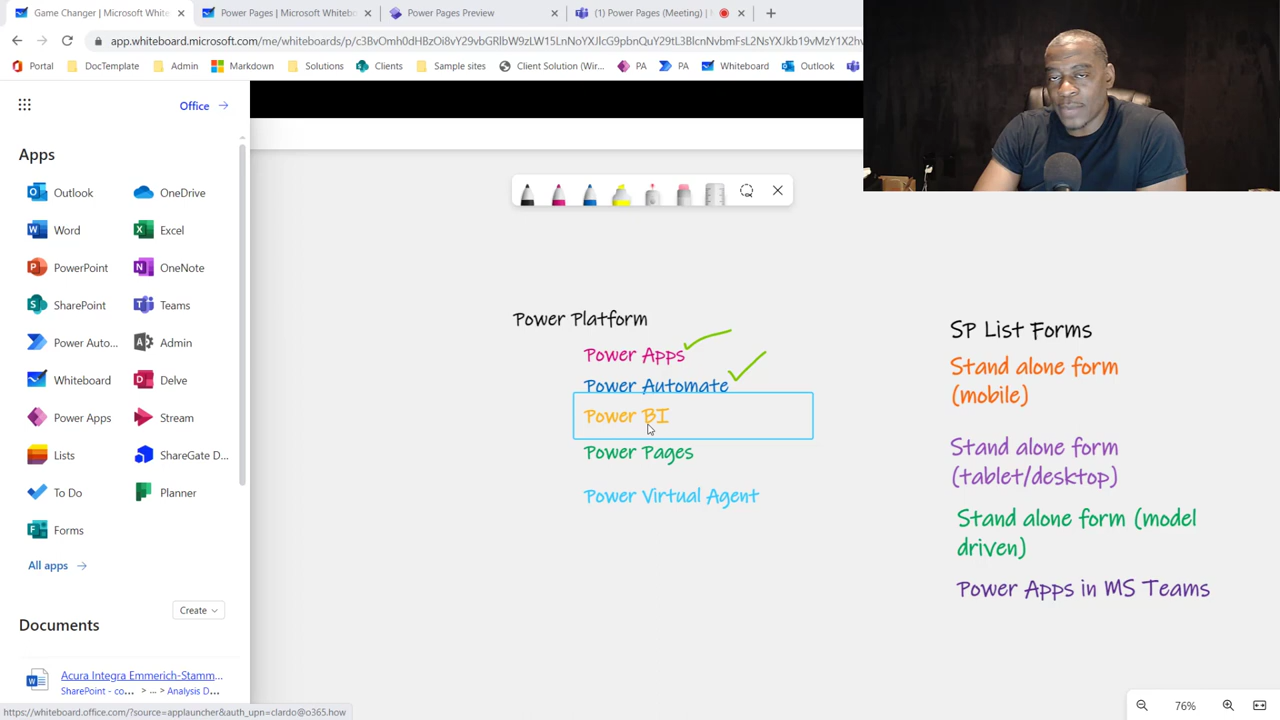 Game Changer | Microsoft White
Power Pages | Microsoft Whitebo
Power Pages Preview
(1) Power Pages (Meeting) | 
app.whiteboard.microsoft.com/me/whiteboards/p/
Portal
DocTemplate
Admin
Markdown
Solutions
Clients
Sample sites
Client Solution (Wir...
PA
PA
Whiteboard
Outlook
Office
Apps
Outlook
OneDrive
Word
Excel
PowerPoint
OneNote
SharePoint
Teams
Power Auto...
Admin
Whiteboard
Delve
Power Apps
Stream
Lists
ShareGate D...
To Do
Planner
Forms
All apps
Create
Documents
Acura Integra Emmerich-Stamm...
SharePoint - co... > ... > Analysis D...
https://whiteboard.office.com/?source=applauncher&auth_upn=clardo@o365.how
Power Platform
Power Apps
Power Automate
Power BI
Power Pages
Power Virtual Agent
SP List Forms
Stand alone form
(mobile)
Stand alone form
(tablet/desktop)
Stand alone form (model
driven)
Power Apps in MS Teams
76%